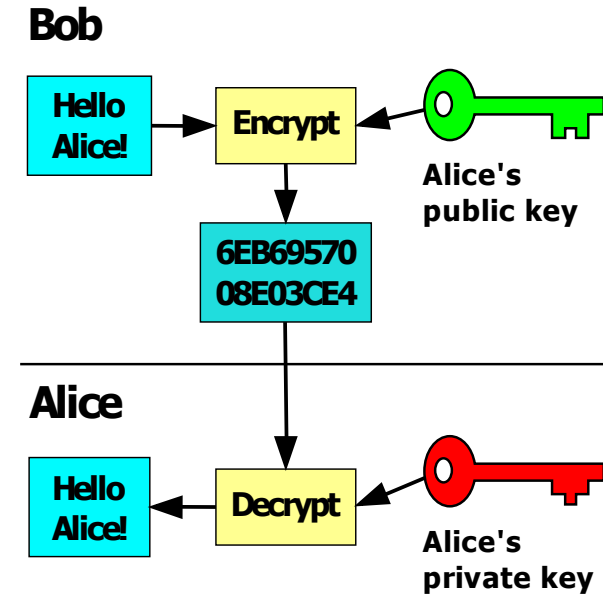 Bob
Hello
Alice!
Encrypt
Alice's
public key
6EB69570
08E03CE4
Alice
Hello
Alice!
Decrypt
Alice's
private key